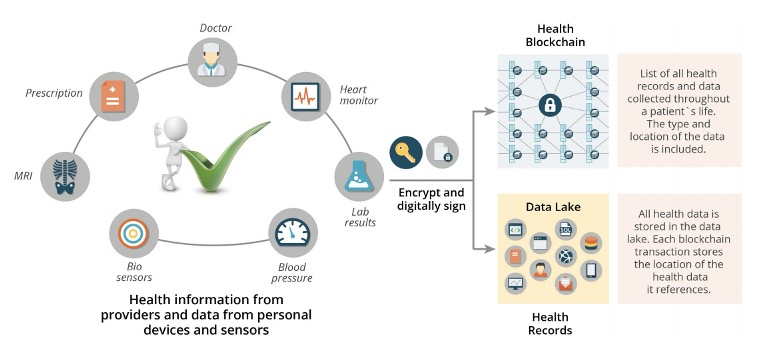 Doctor
Prescription
Heart
monitor
MRI
Lab
results
Bio
sensors
Blood
pressure
Health information from
providers and data from personal
devices and sensors
Encrypt and
digitally sign
Health
Blockchain
List of all health
records and data
collected throughout
a patient`s life.
The type and
location of the data
is included.
Data Lake
SQL
Health
Records
All health data is
stored in the data
lake. Each blockchain
transaction stores
the location of the
health data
it references.